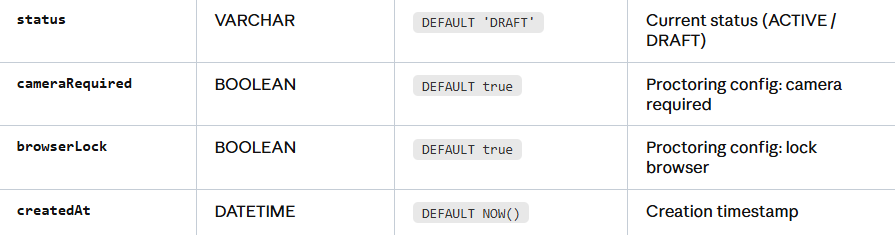 status VARCHAR DEFAULT 'DRAFT' Current status (ACTIVE /
DRAFT)
cameraRequired BOOLEAN DEFAULT true Proctoring config: camera
required
browserLock BOOLEAN DEFAULT true Proctoring config: lock
browser
createdAt DATETIME DEFAULT NOW() Creation timestamp